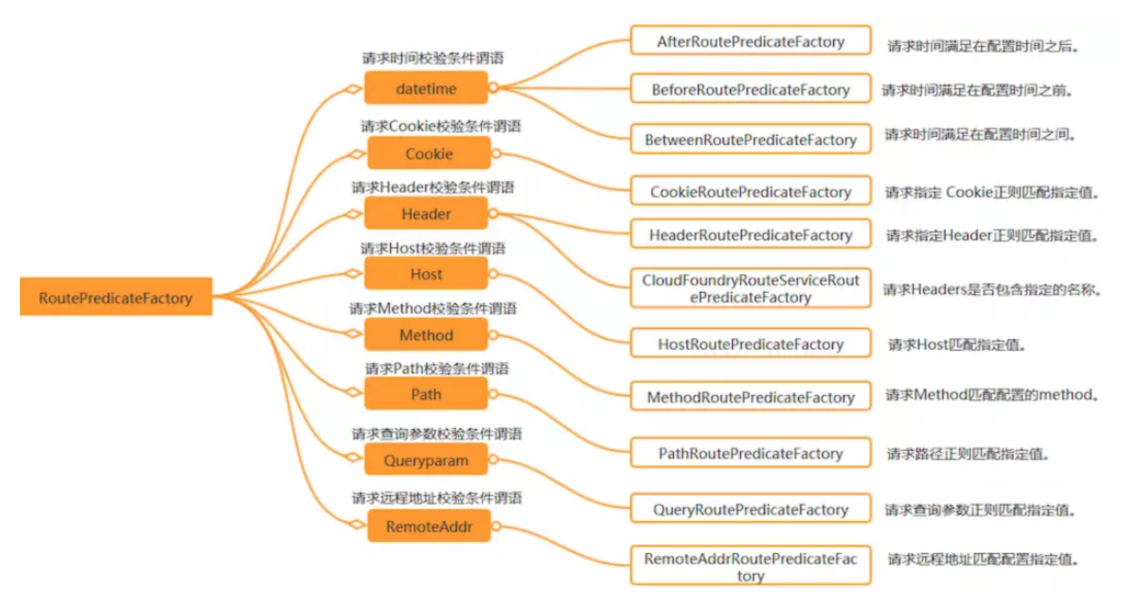 RoutePredicateFactory
请求时间校验条件谓语
datetime
AfterRoutePredicateFactory
请求时间满足在配置时间之后。
BeforeRoutePredicateFactory
请求时间满足在配置时间之前。
BetweenRoutePredicateFactory
请求时间满足在配置时间之间。
请求Cookie校验条件谓语
Cookie
CookieRoutePredicateFactory
请求指定 Cookie正则匹配指定值。
请求Header校验条件谓语
Header
HeaderRoutePredicateFactory
请求指定Header正则匹配指定值。
CloudFoundryRouteServiceRout
ePredicateFactory
请求Headers是否包含指定的名称。
请求Host校验条件谓语
Host
HostRoutePredicateFactory
请求Host匹配指定值。
请求Method校验条件谓语
Method
MethodRoutePredicateFactory
请求Method匹配配置的method。
请求Path校验条件谓语
Path
PathRoutePredicateFactory
请求路径正则匹配指定值。
请求查询参数校验条件谓语
Queryparam
QueryRoutePredicateFactory
请求查询参数正则匹配指定值。
请求远程地址校验条件谓语
RemoteAddr
RemoteAddrRoutePredicateFac
tory
请求远程地址匹配配置指定值。